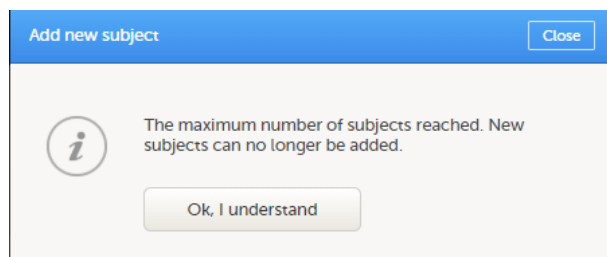 Add new subject
Close
The maximum number of subjects reached. New
subjects can no longer be added.
Ok, I understand